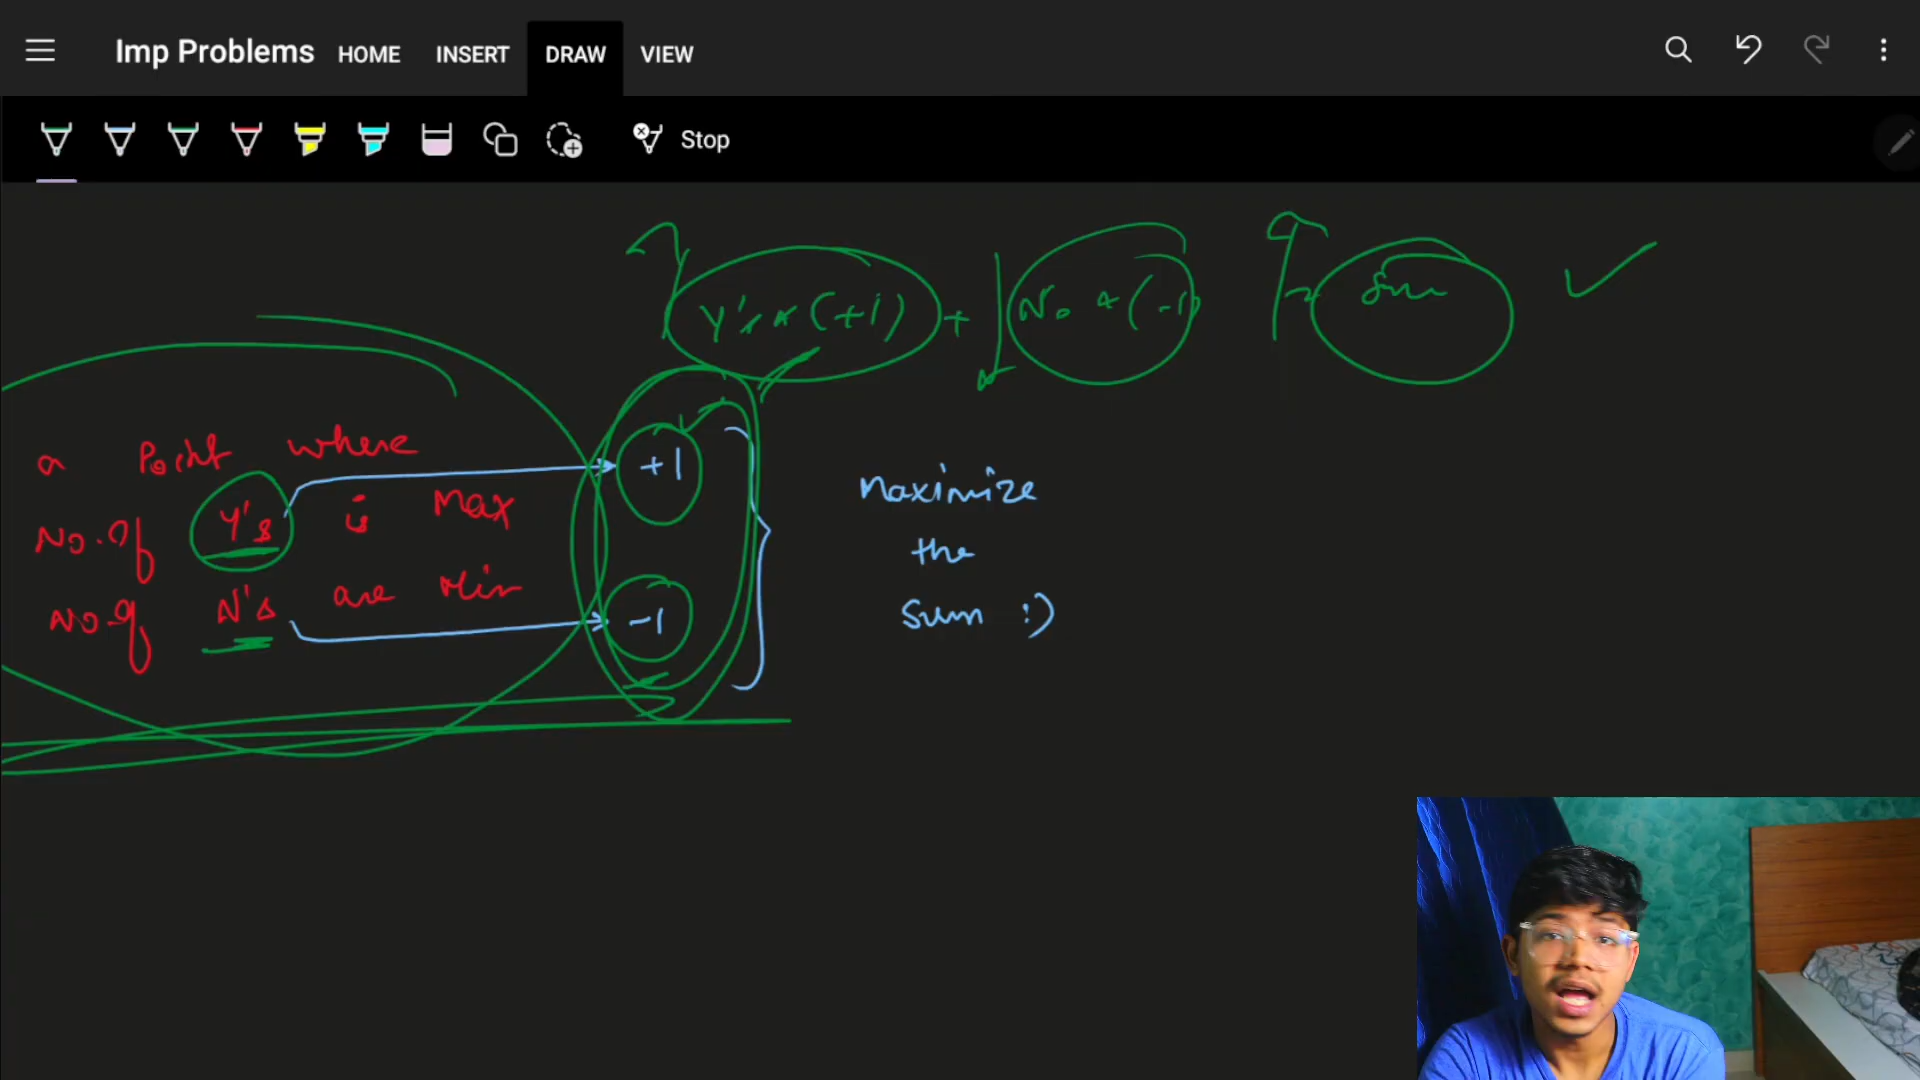 Imp Problems HOME INSERT DRAW VIEW
Stop
Y's * (+1) + No * (-1) Sum
a Point where
No. of Y's is Max
No. of N's are Min
+1
-1
Maximize
the
Sum :)